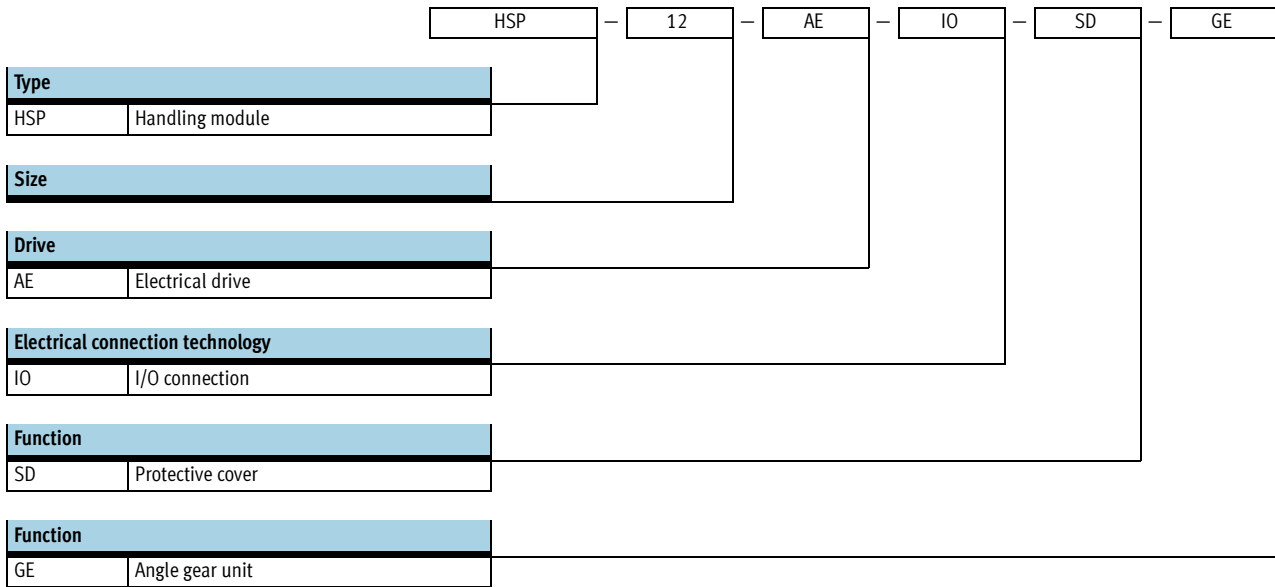 HSP – 12 – AE – IO – SD – GE
Type
HSP Handling module
Size
Drive
AE Electrical drive
Electrical connection technology
IO I/O connection
Function
SD Protective cover
Function
GE Angle gear unit